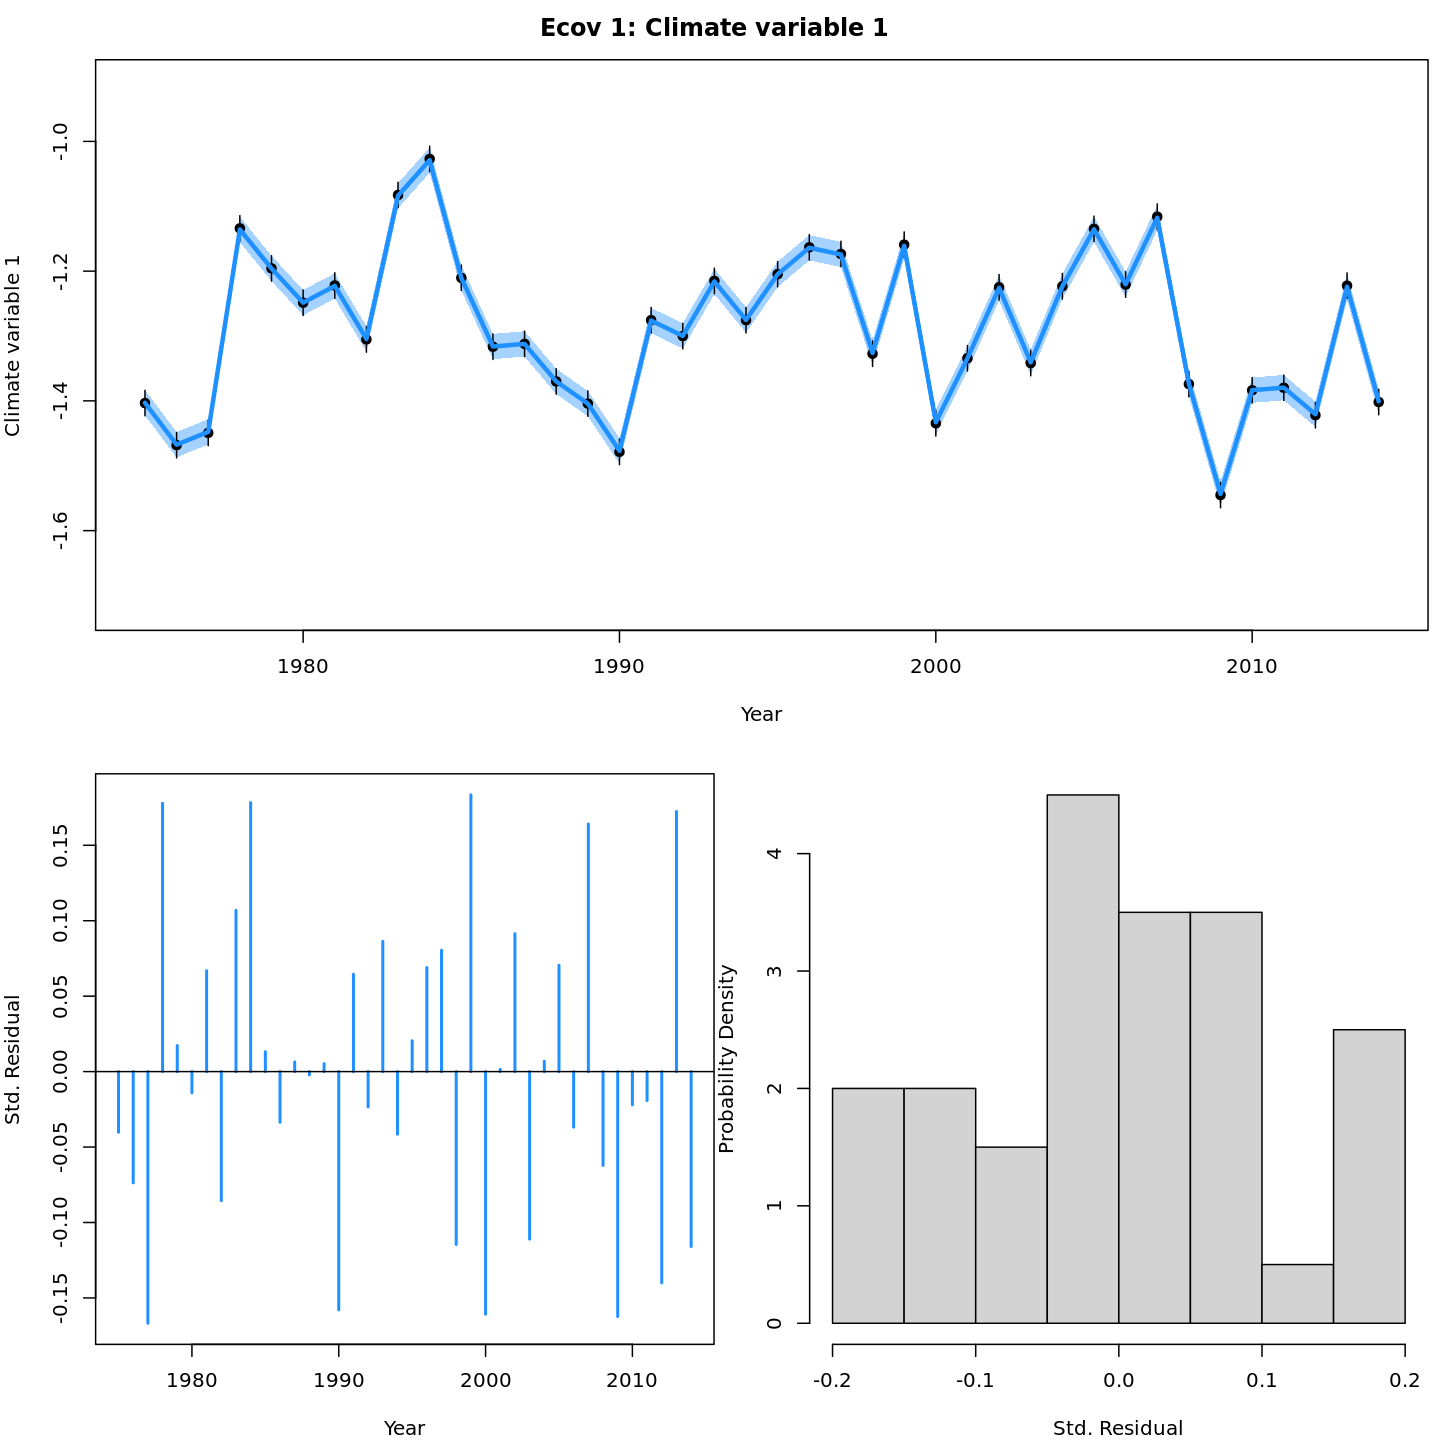 Ecov 1: Climate variable 1
Climate variable 1
-1.0
-1.2
-1.4
-1.6
1980 1990 2000 2010
Year
Std. Residual
0.15
0.10
0.05
0.00
-0.05
-0.10
-0.15
1980 1990 2000 2010
Year
Probability Density
4
3
2
1
0
-0.2 -0.1 0.0 0.1 0.2
Std. Residual